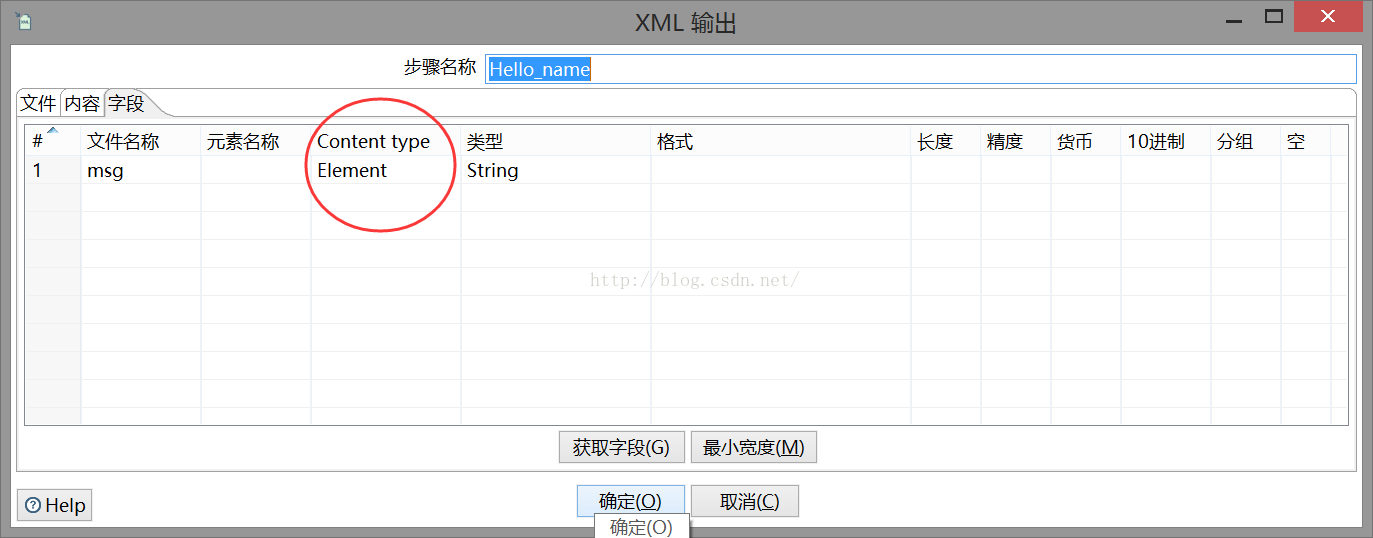 XML 输出
步骤名称 Hello_name
文件 内容 字段
# 文件名称 元素名称 Content type 类型 格式 长度 精度 货币 10进制 分组 空
1 msg Element String
http://blog.csdn.net/
获取字段(G) 最小宽度(M)
Help 确定(O) 取消(C)
确定(O)